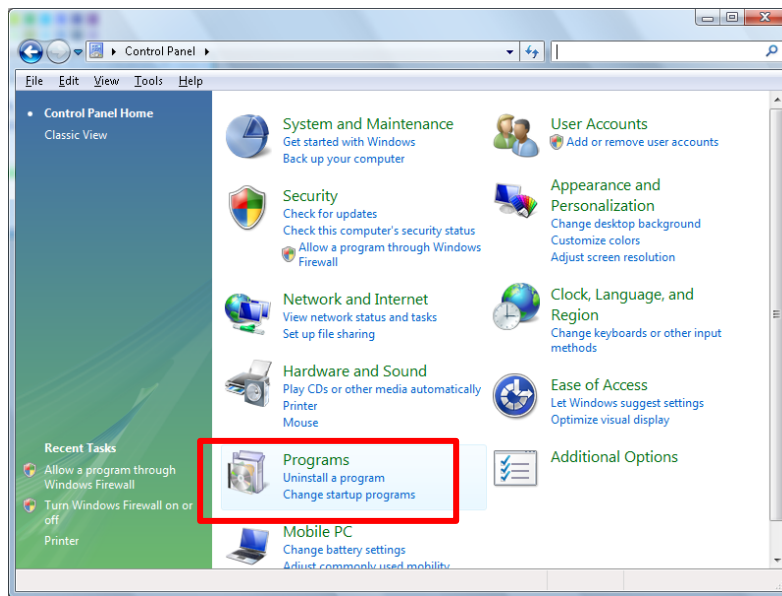 Control Panel
File Edit View Tools Help
Control Panel Home
Classic View
Recent Tasks
Allow a program through
Windows Firewall
Turn Windows Firewall on or
off
Printer
System and Maintenance
Get started with Windows
Back up your computer
Security
Check for updates
Check this computer's security status
Allow a program through Windows
Firewall
Network and Internet
View network status and tasks
Set up file sharing
Hardware and Sound
Play CDs or other media automatically
Printer
Mouse
Programs
Uninstall a program
Change startup programs
Mobile PC
Change battery settings
Adjust commonly used mobility
User Accounts
Add or remove user accounts
Appearance and
Personalization
Change desktop background
Customize colors
Adjust screen resolution
Clock, Language, and
Region
Change keyboards or other input
methods
Ease of Access
Let Windows suggest settings
Optimize visual display
Additional Options